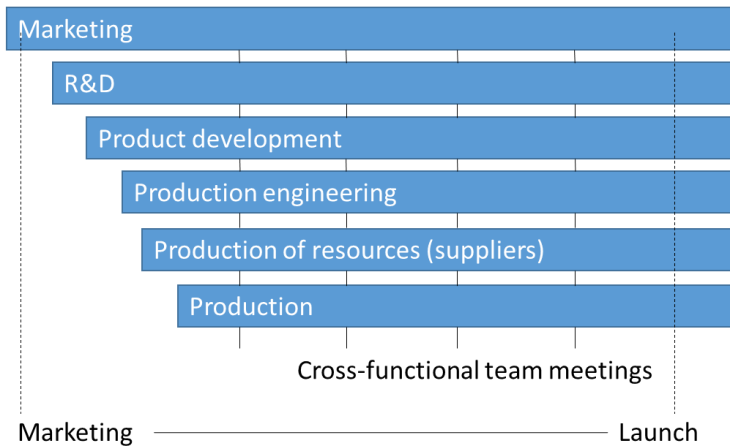 Marketing
R&D
Product development
Production engineering
Production of resources (suppliers)
Production
Cross-functional team meetings
Marketing Launch